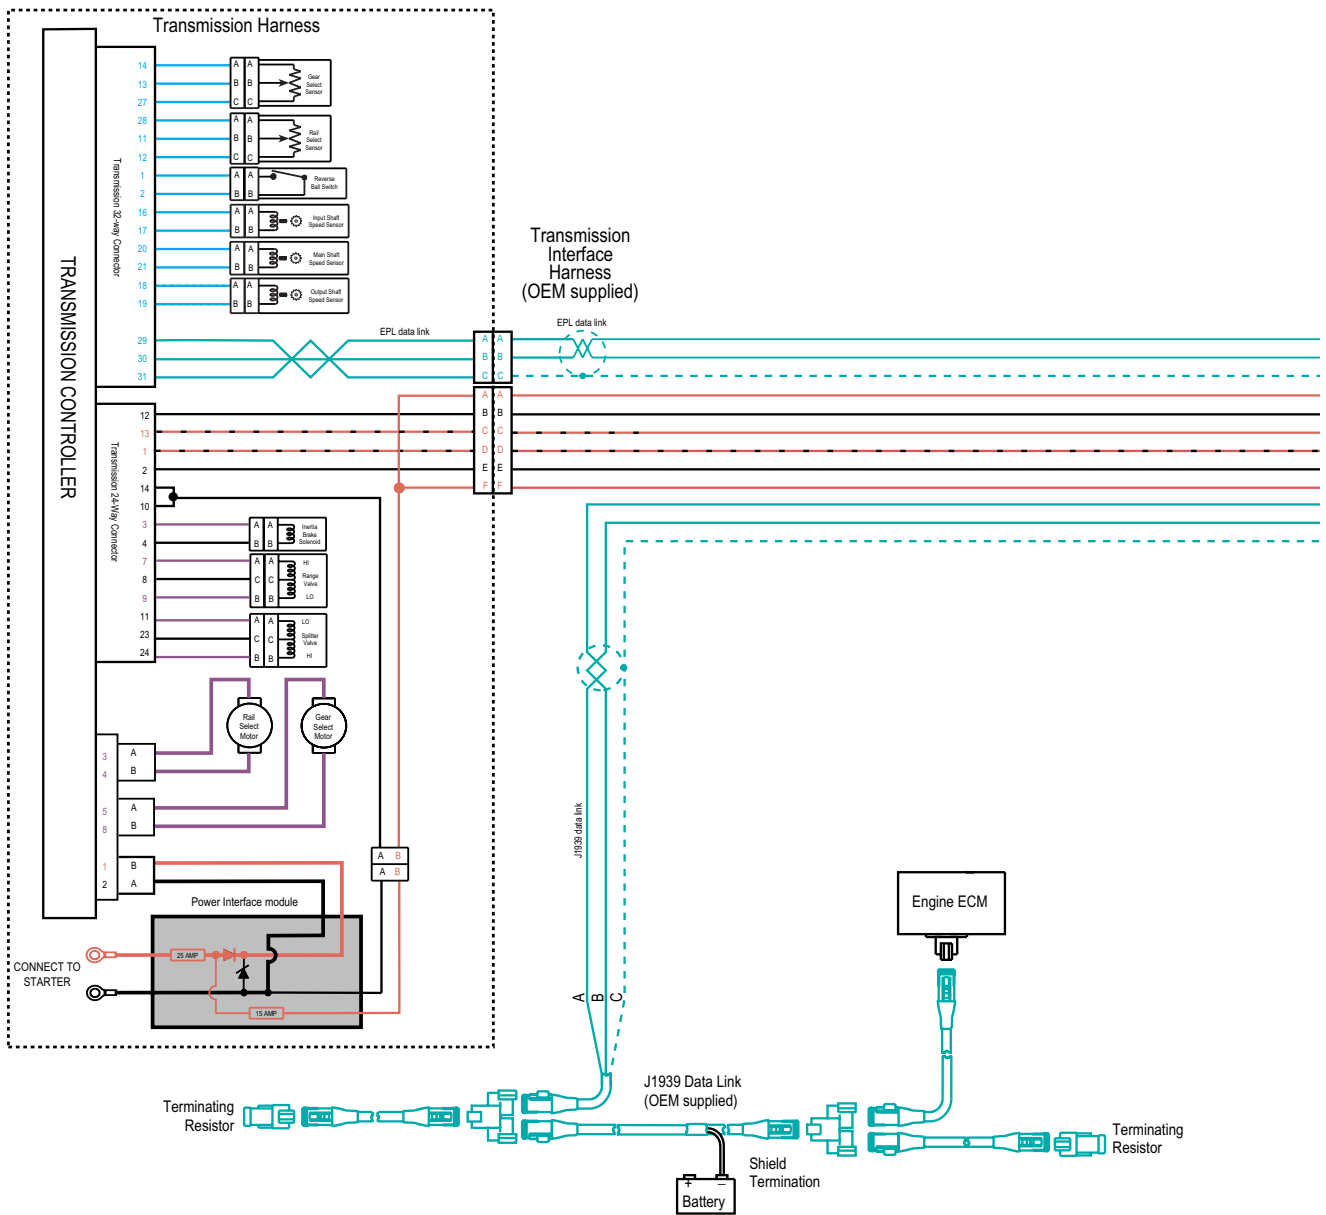 Transmission Harness
TRANSMISSION CONTROLLER
Transmission 32-way Connector
14
13
27
28
11
12
1
2
16
17
20
21
18
19
29
30
31
A A
B B
C C
Gear
Select
Sensor
A A
B B
C C
Rail
Select
Sensor
A A
B B
Reverse
Ball Switch
A A
B B
Input Shaft
Speed Sensor
A A
B B
Main Shaft
Speed Sensor
A A
B B
Output Shaft
Speed Sensor
EPL data link
Transmission
Interface
Harness
(OEM supplied)
EPL data link
A A
B B
C C
A A
B B
C C
D D
E E
F F
Transmission 24-Way Connector
12
13
1
2
14
10
3
4
7
8
9
11
23
24
A A
B B
Inertia
Brake
Solenoid
A A
C C
B B
HI
Range
Valve
LO
A A
C C
B B
LO
Splitter
Valve
HI
Rail
Select
Motor
Gear
Select
Motor
3 A
4 B
5 A
8 B
1 B
2 A
A B
A B
Power Interface module
25 AMP
15 AMP
CONNECT TO
STARTER
J1939 data link
A B C
Engine ECM
J1939 Data Link
(OEM supplied)
Terminating
Resistor
Terminating
Resistor
Shield
Termination
+ –
Battery